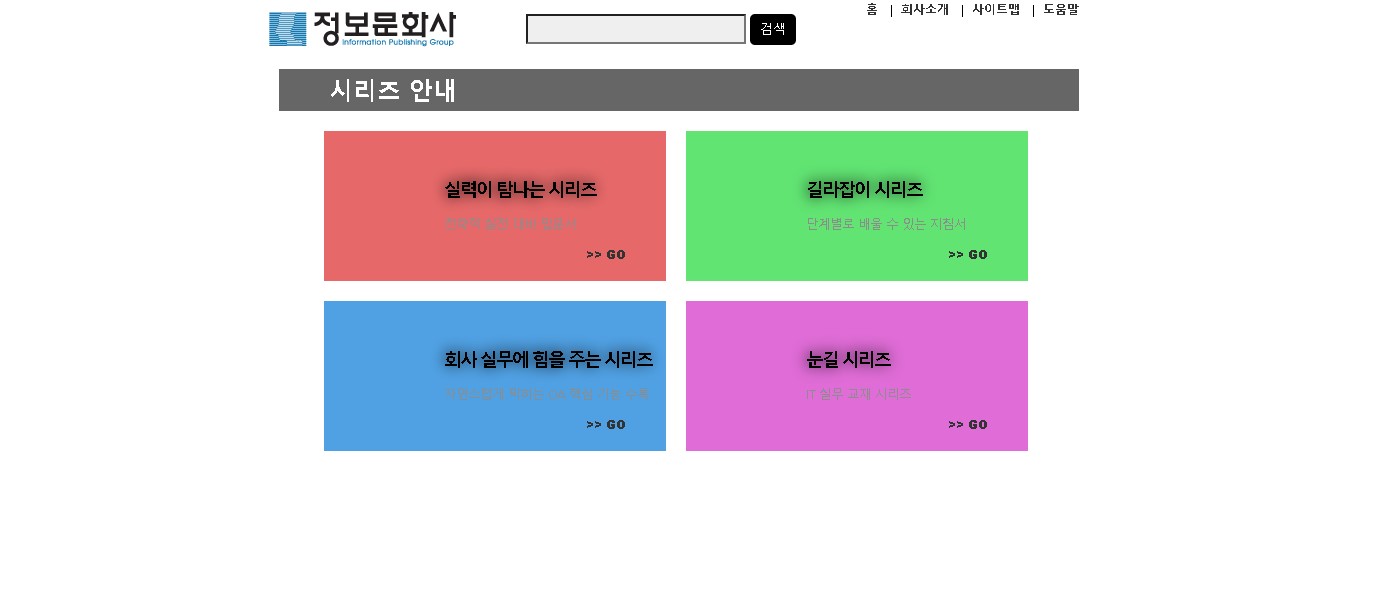 정보문화사
Information Publishing Group
검색
홈 | 회사소개 | 사이트맵 | 도움말
시리즈 안내
실력이 탐나는 시리즈
>> GO
길라잡이 시리즈
단계별로 배울 수 있는 지침서
>> GO
회사 실무에 힘을 주는 시리즈
>> GO
눈길 시리즈
IT 실무 교재 시리즈
>> GO